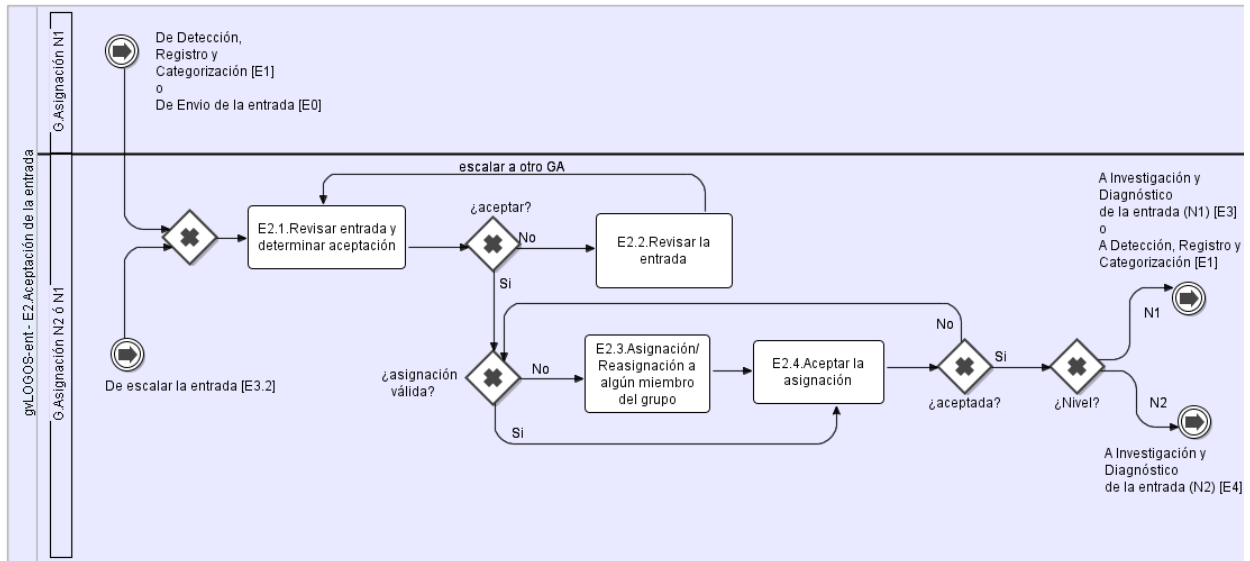 gvLOGOS-ent - E2.Aceptación de la entrada
G.Asignación N1
De Detección,
Registro y
Categorización [E1]
o
De Envio de la entrada [E0]
G.Asignación N2 ó N1
escalar a otro GA
E2.1.Revisar entrada y
determinar aceptación
¿aceptar?
No
Si
E2.2.Revisar la
entrada
De escalar la entrada [E3.2]
¿asignación
válida?
No
Si
E2.3.Asignación/
Reasignación a
algún miembro
del grupo
E2.4.Aceptar la
asignación
No
Si
¿aceptada?
¿Nivel?
N1
N2
A Investigación y
Diagnóstico
de la entrada (N1) [E3]
o
A Detección, Registro y
Categorización [E1]
A Investigación y
Diagnóstico
de la entrada (N2) [E4]